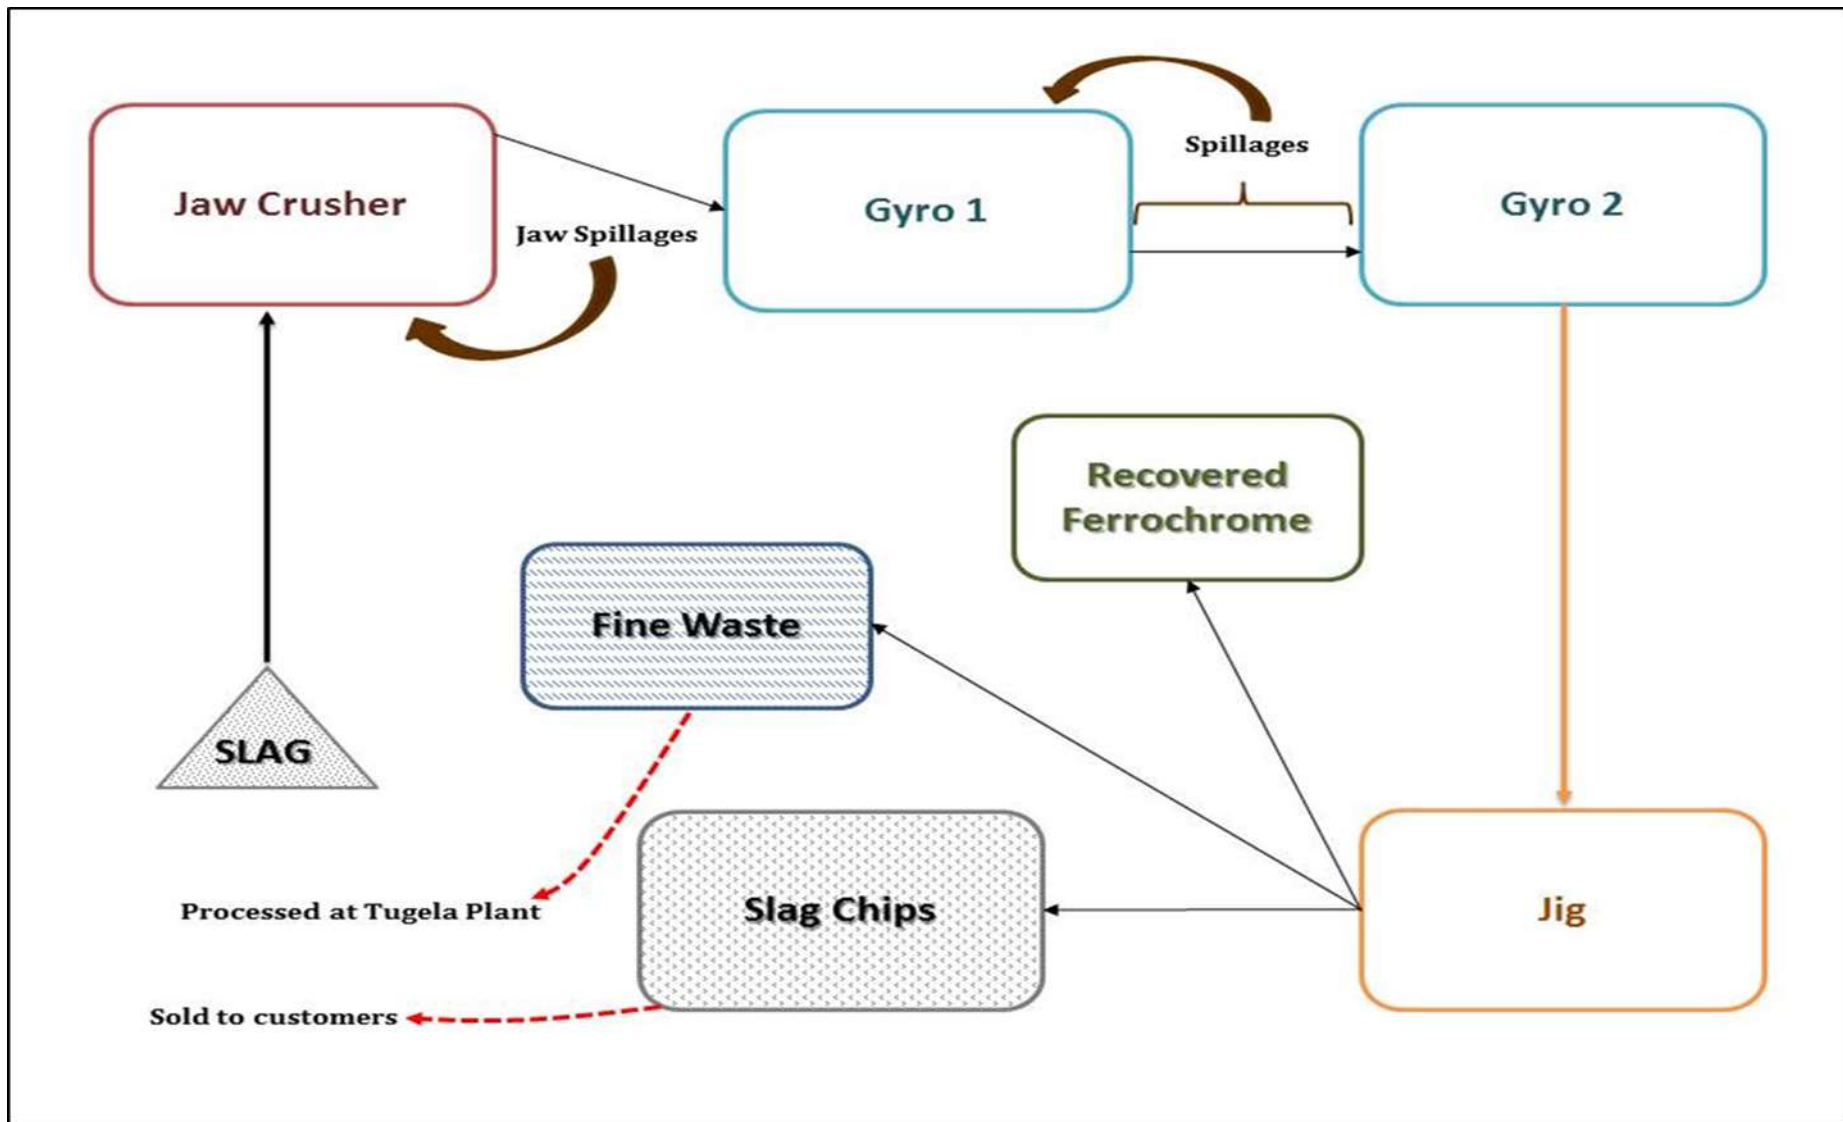 Spillages
Jaw Crusher
Gyro 1
Gyro 2
Jaw Spillages
Recovered
Ferrochrome
Fine Waste
SLAG
Processed at Tugela Plant
Slag Chips
Jig
Sold to customers